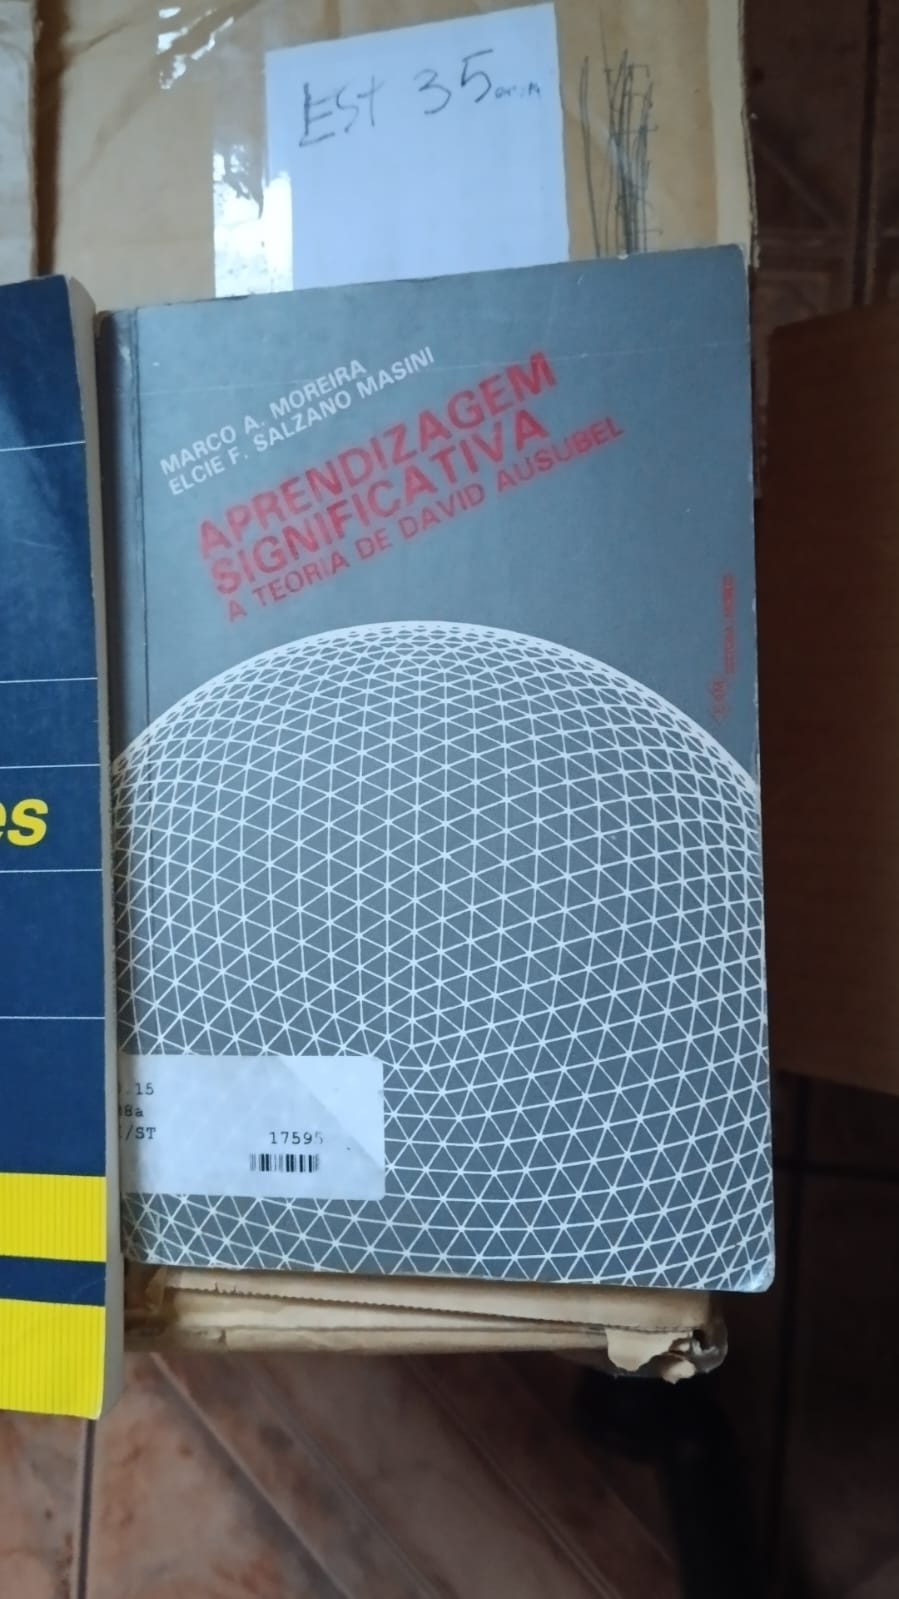 EST 35
MARCO A. MOREIRA
ELCIE F. SALZANO MASINI
APRENDIZAGEM
SIGNIFICATIVA
A TEORIA DE DAVID AUSUBEL
es
.15
8a
/ST
17595